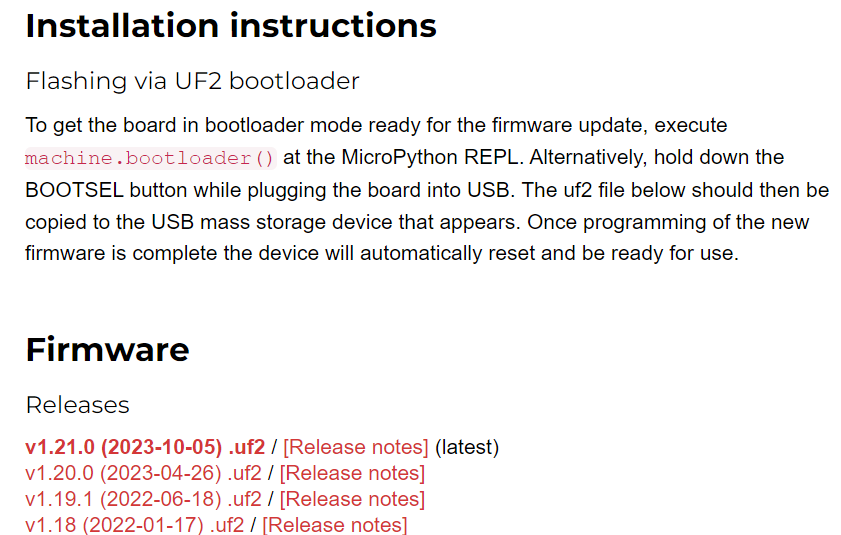 Installation instructions
Flashing via UF2 bootloader
To get the board in bootloader mode ready for the firmware update, execute
machine.bootloader() at the MicroPython REPL. Alternatively, hold down the
BOOTSEL button while plugging the board into USB. The uf2 file below should then be
copied to the USB mass storage device that appears. Once programming of the new
firmware is complete the device will automatically reset and be ready for use.
Firmware
Releases
v1.21.0 (2023-10-05) .uf2 / [Release notes] (latest)
v1.20.0 (2023-04-26) .uf2 / [Release notes]
v1.19.1 (2022-06-18) .uf2 / [Release notes]
v1.18 (2022-01-17) .uf2 / [Release notes]